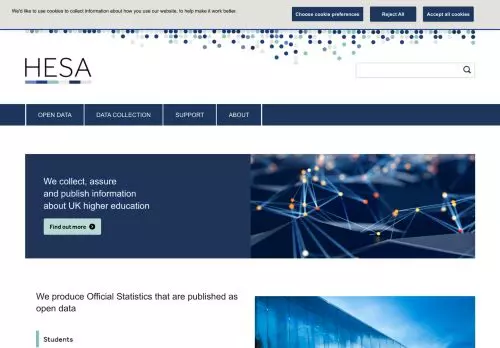 We'd like to use cookies to collect information about how you use our website, to help make it work better.
Choose cookie preferences
Reject All
Accept all cookies
HESA
OPEN DATA
DATA COLLECTION
SUPPORT
ABOUT
We collect, assure
and publish information
about UK higher education
Find out more
We produce Official Statistics that are published as
open data
Students